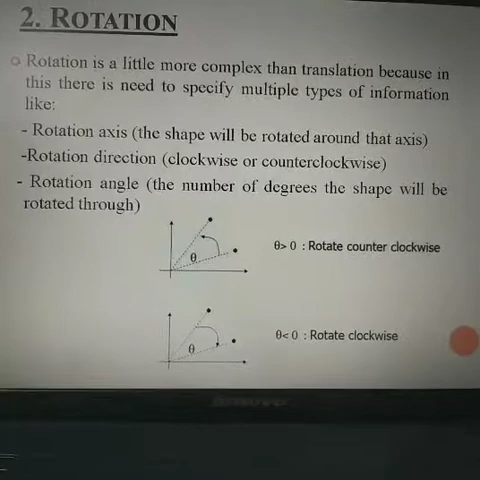 2. ROTATION
Rotation is a little more complex than translation because in
this there is need to specify multiple types of information
like:
- Rotation axis (the shape will be rotated around that axis)
-Rotation direction (clockwise or counterclockwise)
- Rotation angle (the number of degrees the shape will be
rotated through)
θ
θ> 0 : Rotate counter clockwise
θ
θ< 0 : Rotate clockwise